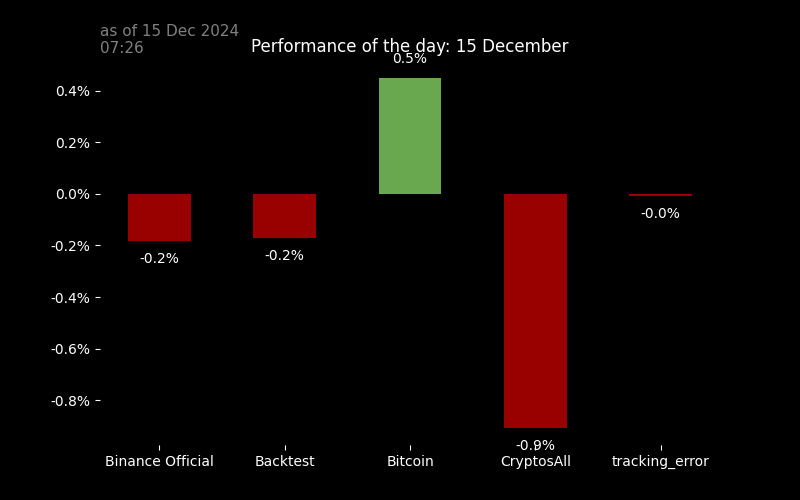 as of 15 Dec 2024
07:26
Performance of the day: 15 December
0.5%
0.4%
0.2%
0.0%
-0.0%
-0.2%
-0.2%
-0.2%
-0.4%
-0.6%
-0.8%
-0.9%
Binance Official
Backtest
Bitcoin
CryptosAll
tracking_error